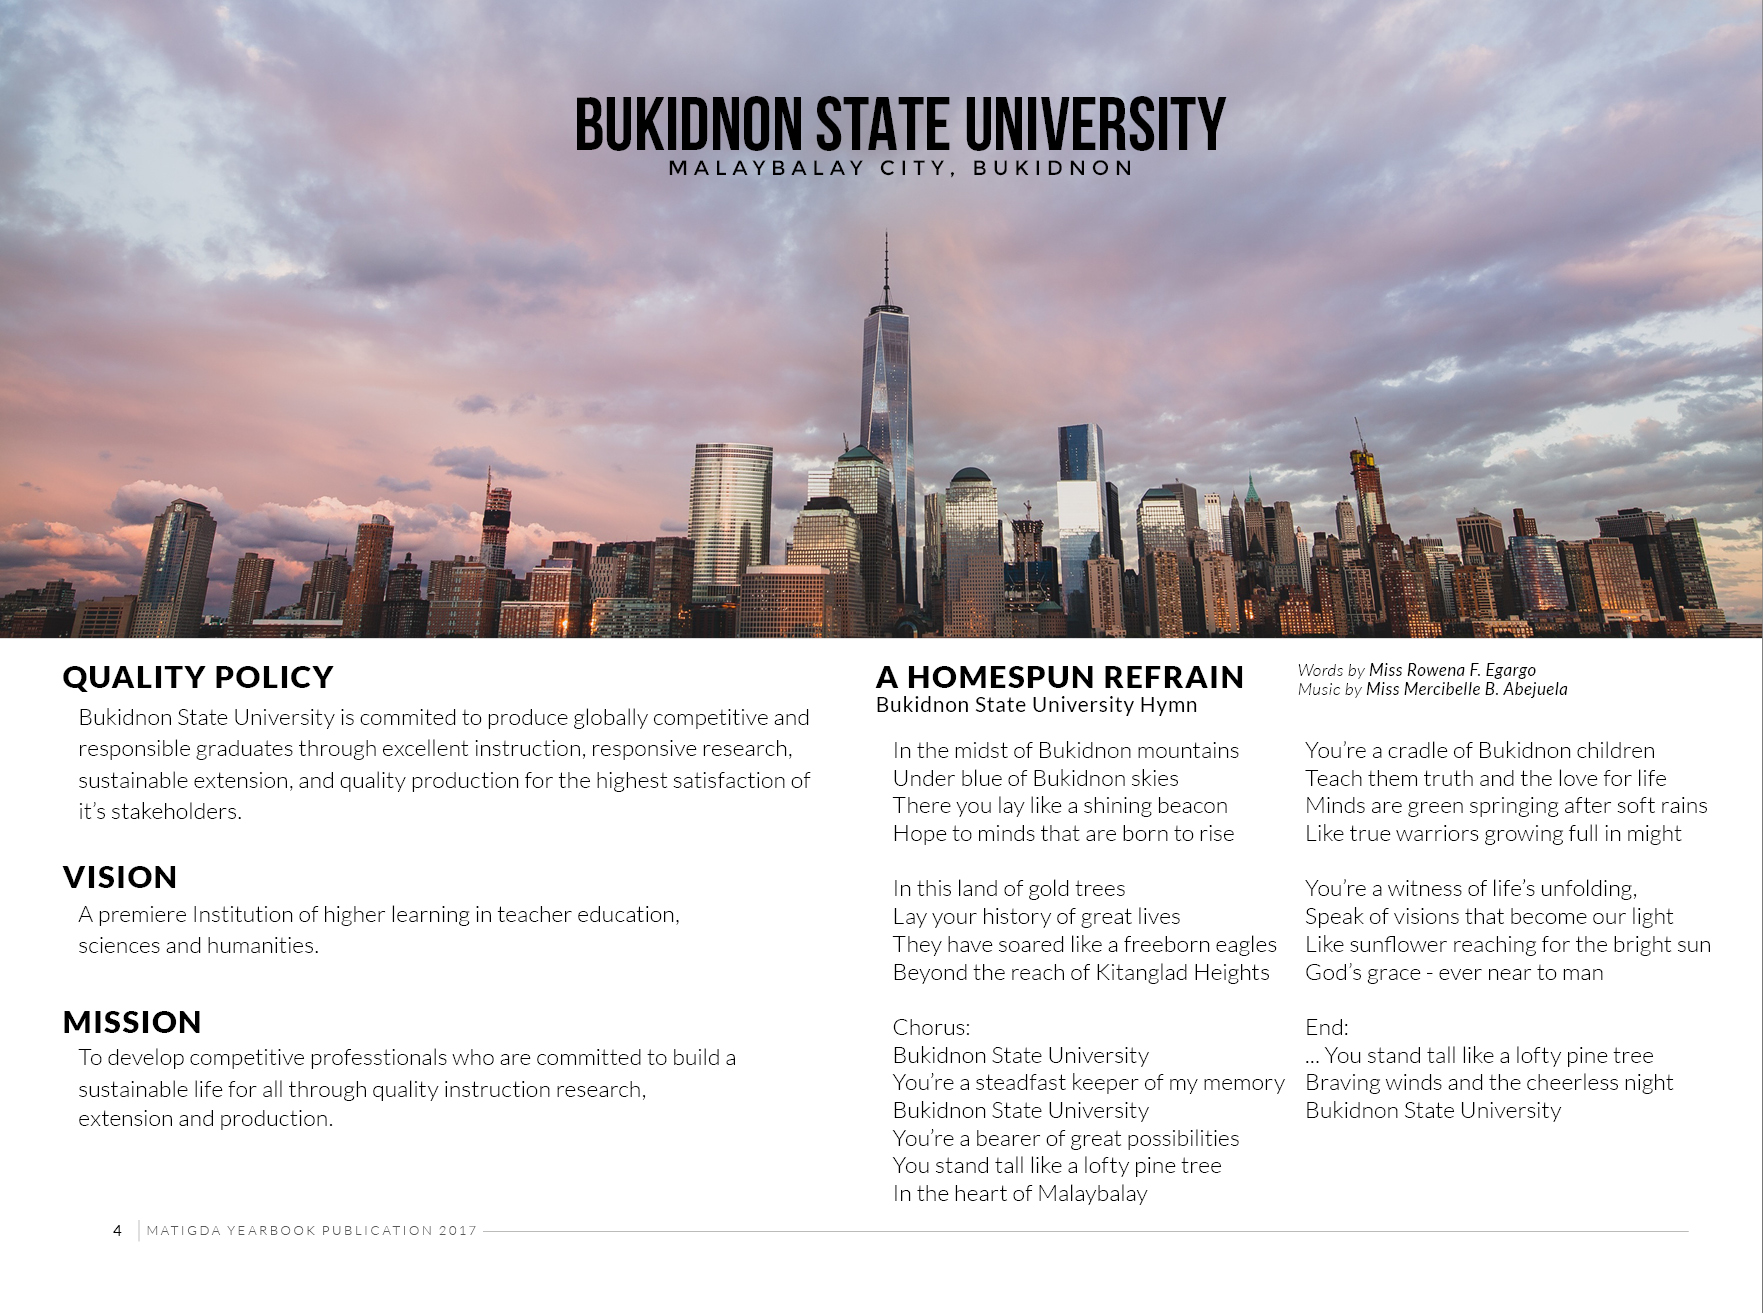 BUKIDNON STATE UNIVERSITY
MALAYBALAY CITY, BUKIDNON
QUALITY POLICY
Bukidnon State University is commited to produce globally competitive and
responsible graduates through excellent instruction, responsive research,
sustainable extension, and quality production for the highest satisfaction of
it's stakeholders.
VISION
A premiere Institution of higher learning in teacher education,
sciences and humanities.
MISSION
To develop competitive professtionals who are committed to build a
sustainable life for all through quality instruction research,
extension and production.
A HOMESPUN REFRAIN
Bukidnon State University Hymn
Words by Miss Rowena F. Egargo
Music by Miss Mercibelle B. Abejuela
In the midst of Bukidnon mountains
Under blue of Bukidnon skies
There you lay like a shining beacon
Hope to minds that are born to rise
In this land of gold trees
Lay your history of great lives
They have soared like a freeborn eagles
Beyond the reach of Kitanglad Heights
Chorus:
Bukidnon State University
You're a steadfast keeper of my memory
Bukidnon State University
You're a bearer of great possibilities
You stand tall like a lofty pine tree
In the heart of Malaybalay
You're a cradle of Bukidnon children
Teach them truth and the love for life
Minds are green springing after soft rains
Like true warriors growing full in might
You're a witness of life's unfolding,
Speak of visions that become our light
Like sunflower reaching for the bright sun
God's grace - ever near to man
End:
... You stand tall like a lofty pine tree
Braving winds and the cheerless night
Bukidnon State University
4 MATIGDA YEARBOOK PUBLICATION 2017